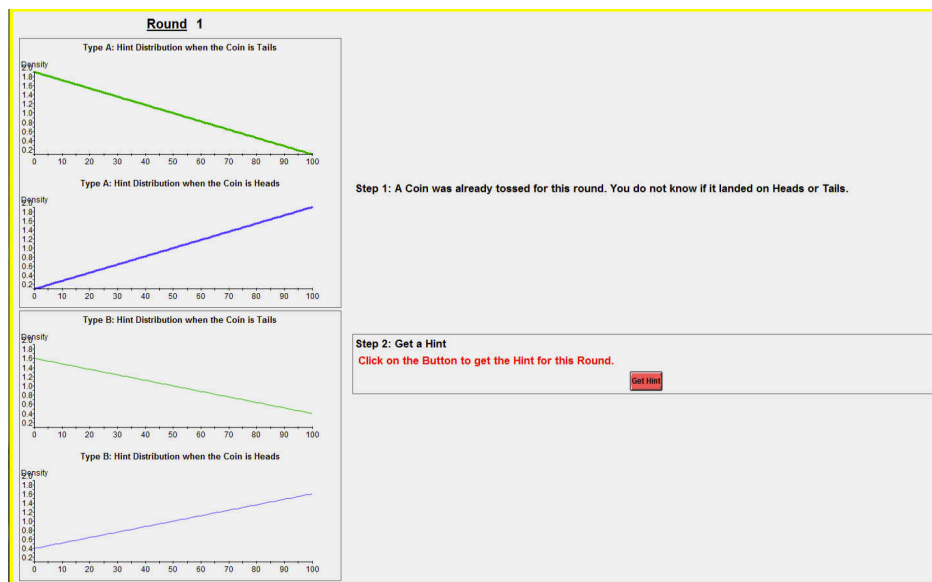 Round 1
Type A: Hint Distribution when the Coin is Tails
Density
2.0
1.8
1.6
1.4
1.2
1.0
0.8
0.6
0.4
0.2
0 10 20 30 40 50 60 70 80 90 100
Type A: Hint Distribution when the Coin is Heads
Density
2.0
1.8
1.6
1.4
1.2
1.0
0.8
0.6
0.4
0.2
0 10 20 30 40 50 60 70 80 90 100
Type B: Hint Distribution when the Coin is Tails
Density
2.0
1.8
1.6
1.4
1.2
1.0
0.8
0.6
0.4
0.2
0 10 20 30 40 50 60 70 80 90 100
Type B: Hint Distribution when the Coin is Heads
Density
2.0
1.8
1.6
1.4
1.2
1.0
0.8
0.6
0.4
0.2
0 10 20 30 40 50 60 70 80 90 100
Step 1: A Coin was already tossed for this round. You do not know if it landed on Heads or Tails.
Step 2: Get a Hint
Click on the Button to get the Hint for this Round.
Get Hint